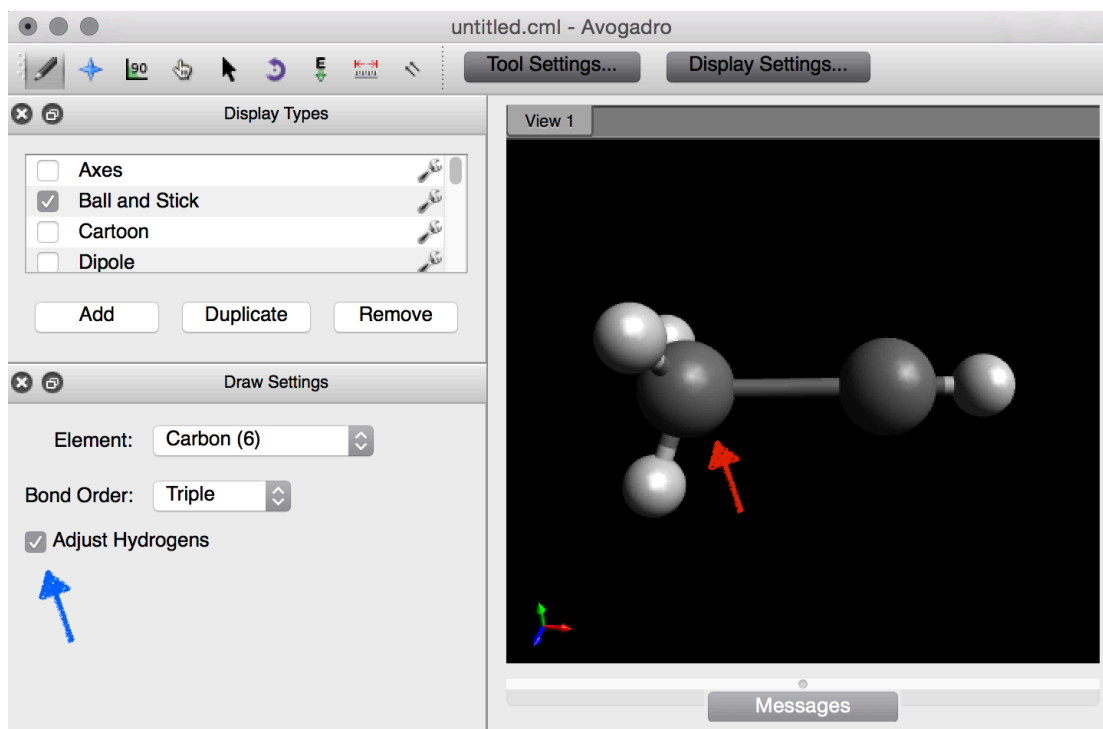 untitled.cml - Avogadro
90
E
Tool Settings...
Display Settings...
Display Types
Axes
Ball and Stick
Cartoon
Dipole
Add
Duplicate
Remove
Draw Settings
Element:
Carbon (6)
Bond Order:
Triple
Adjust Hydrogens
View 1
Messages